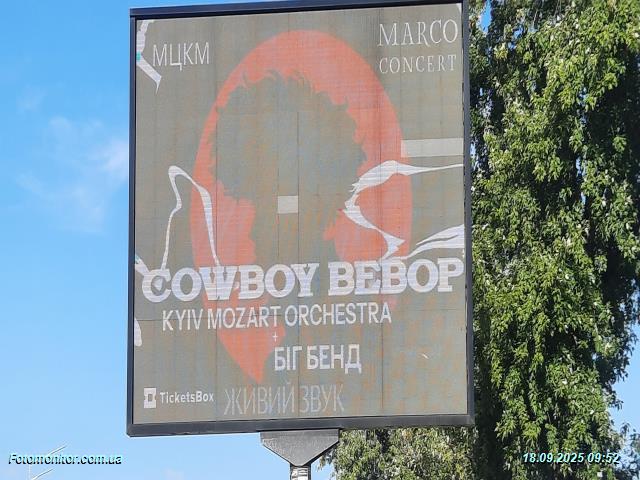 МЦКМ
MARCO
CONCERT
COWBOY BEBOP
KYIV MOZART ORCHESTRA
+
БІГ БЕНД
TicketsBox
ЖИВИЙ ЗВУК
Fotomonitor.com.ua
18.09.2025 09:52